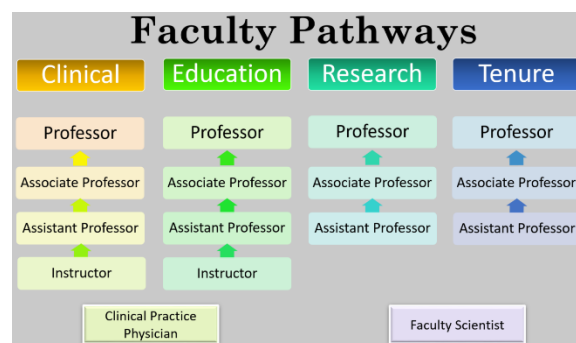 Faculty Pathways
Clinical Education Research Tenure
Professor Professor Professor Professor
Associate Professor Associate Professor Associate Professor Associate Professor
Assistant Professor Assistant Professor Assistant Professor Assistant Professor
Instructor Instructor
Clinical Practice
Physician
Faculty Scientist